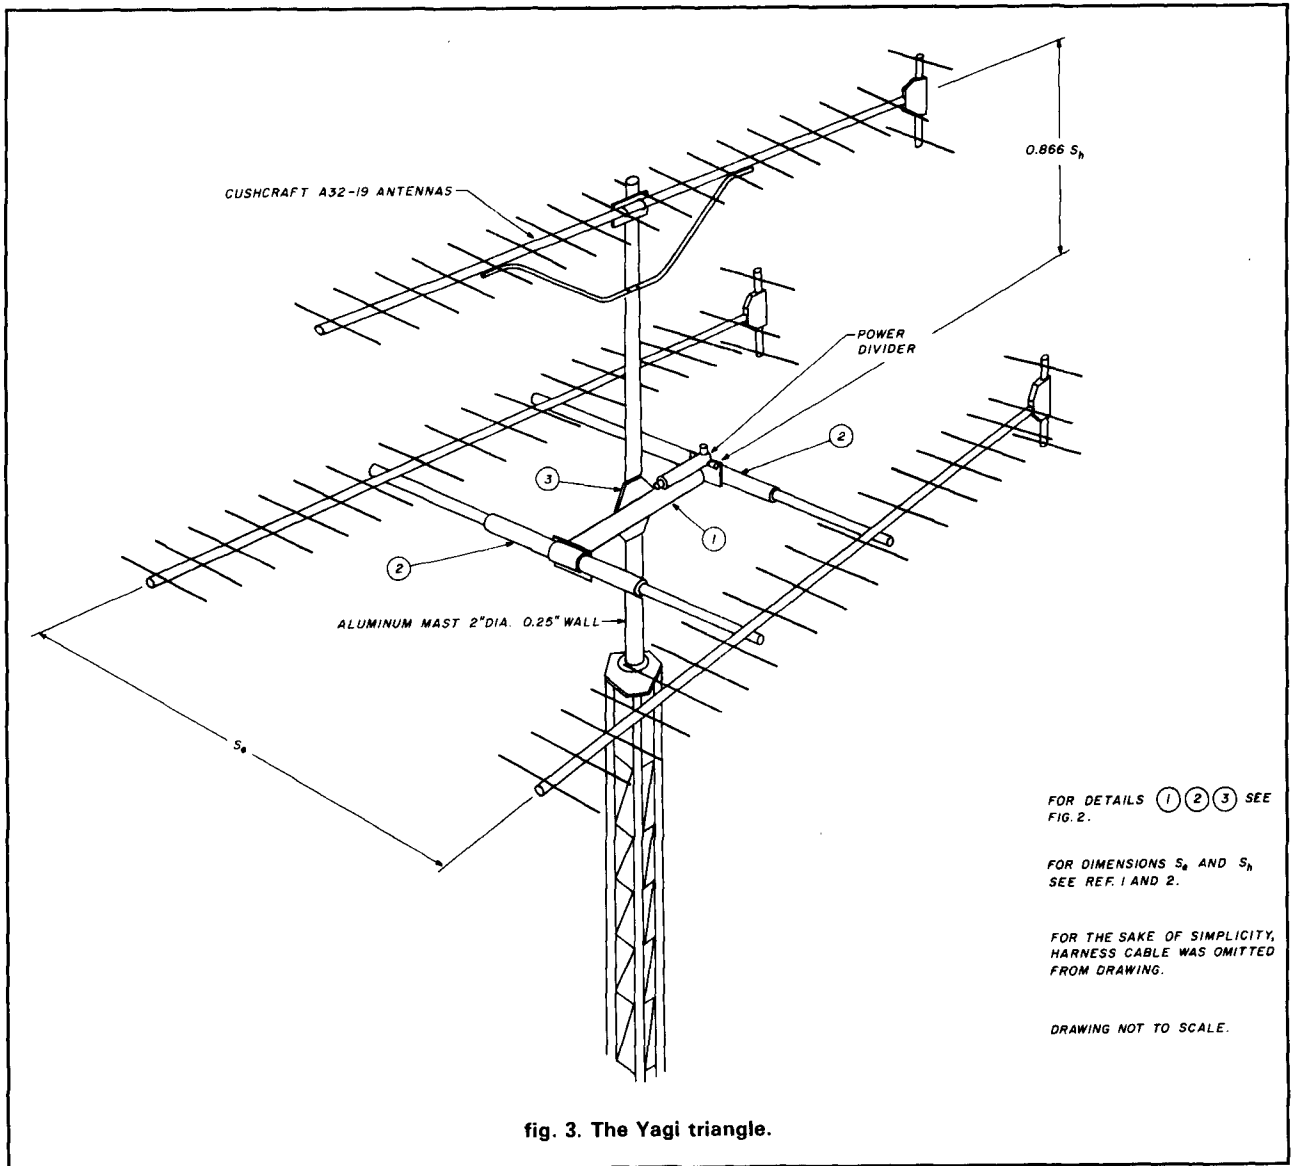 0.866 Sh
CUSHCRAFT A32-19 ANTENNAS
POWER
DIVIDER
2
3
1
2
ALUMINUM MAST 2"DIA. 0.25" WALL
Se
FOR DETAILS 1 2 3 SEE
FIG. 2.
FOR DIMENSIONS Se AND Sh
SEE REF. 1 AND 2.
FOR THE SAKE OF SIMPLICITY,
HARNESS CABLE WAS OMITTED
FROM DRAWING.
DRAWING NOT TO SCALE.
fig. 3. The Yagi triangle.